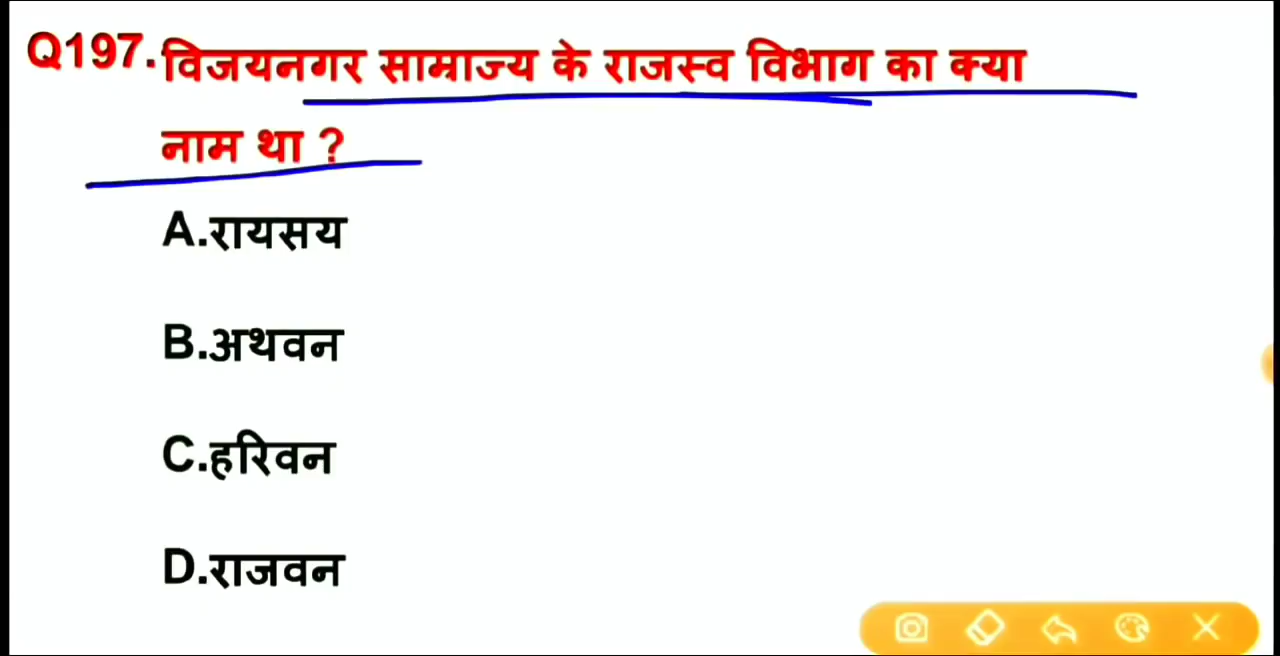 Q197. विजयनगर साम्राज्य के राजस्व विभाग का क्या
नाम था ?
A.रायसय
B.अथवन
C.हरिवन
D.राजवन